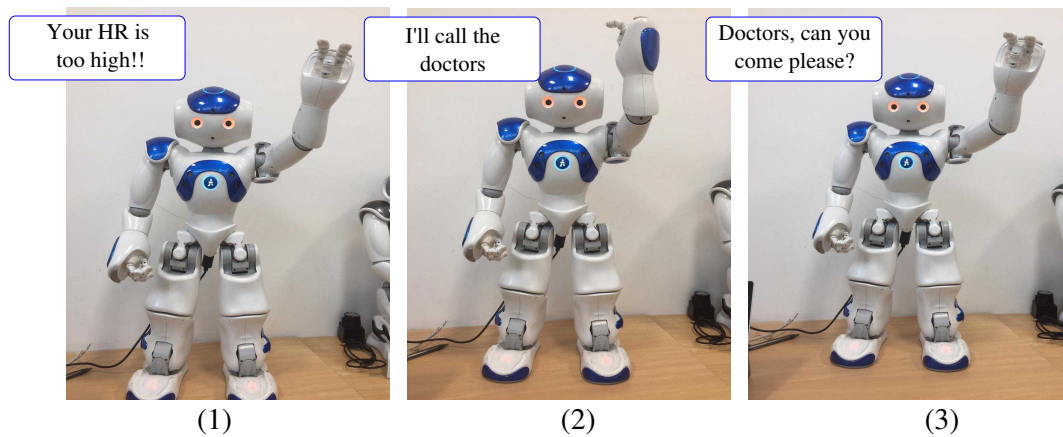 Your HR is
too high!!
I'll call the
doctors
Doctors, can you
come please?
(1)
(2)
(3)